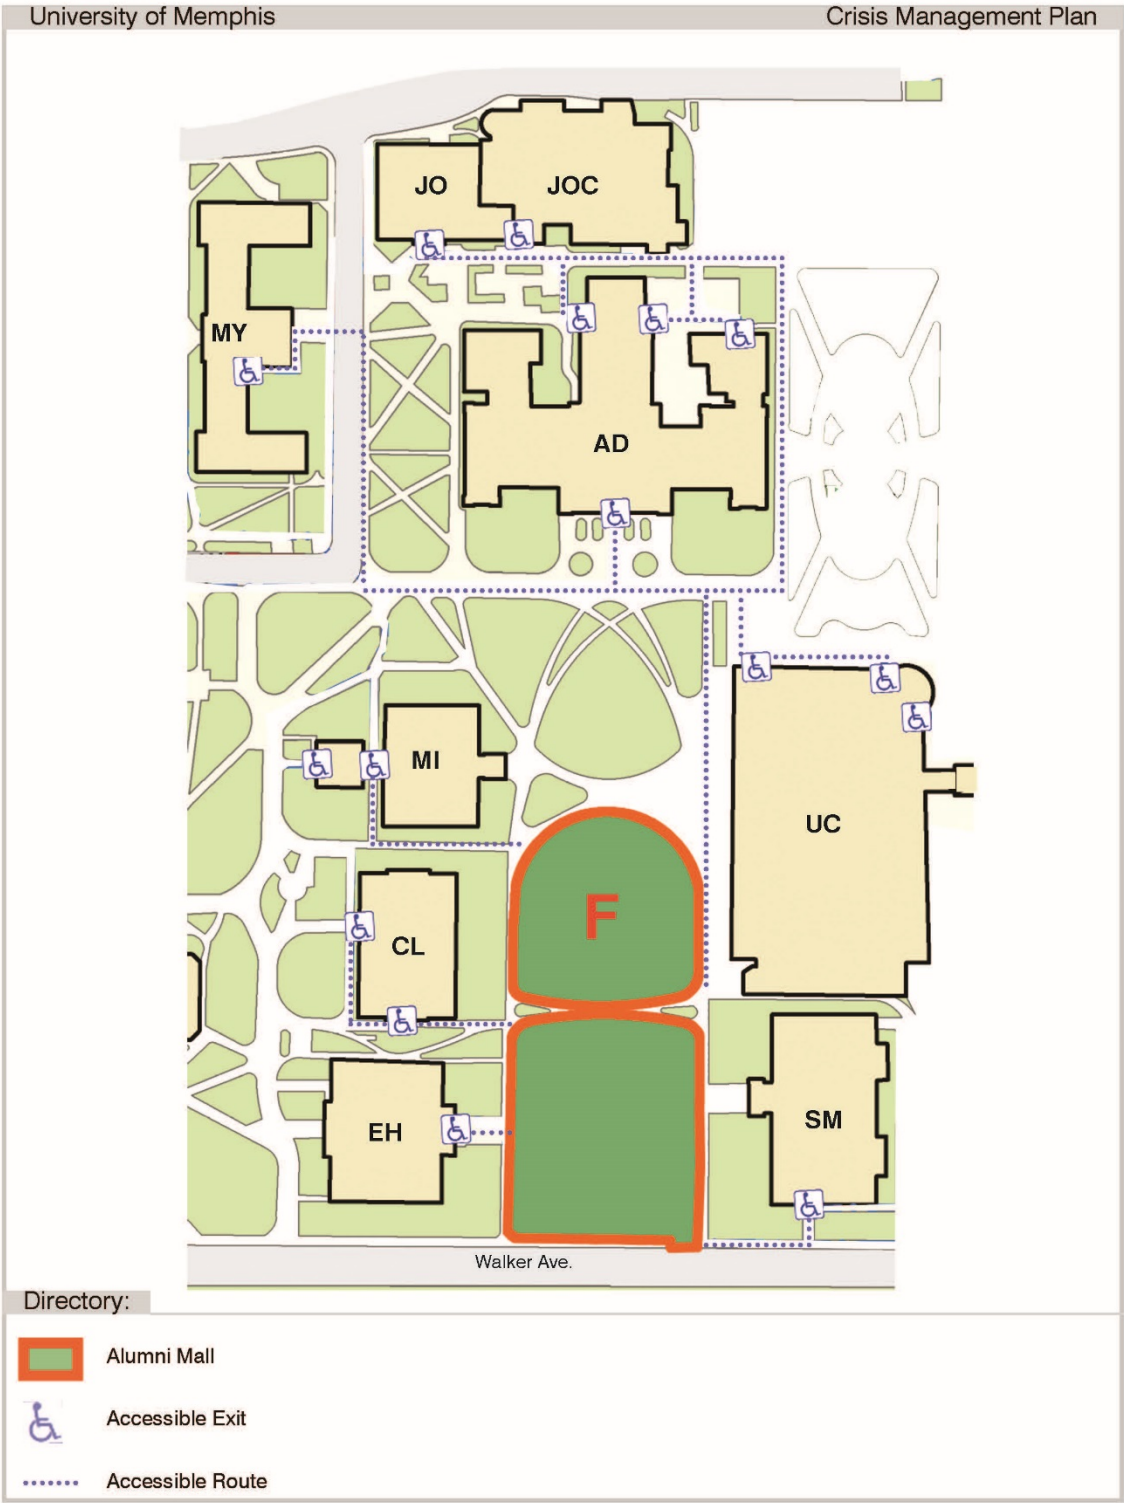 University of Memphis
Crisis Management Plan
JO
JOC
MY
AD
MI
UC
F
CL
SM
EH
Walker Ave.
Directory:
Alumni Mall
Accessible Exit
Accessible Route